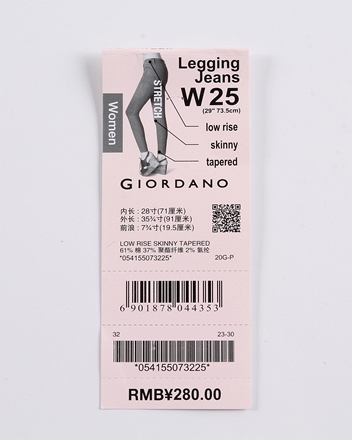 Legging
Jeans
W 25
(29" 73.5cm)
Women
STRETCH
low rise
skinny
tapered
GIORDANO
内长 : 28寸(71厘米)
外长 : 35¾寸(91厘米)
前浪 : 7¾寸(19.5厘米)
LOW RISE SKINNY TAPERED
61% 棉 37% 聚酯纤维 2% 氨纶
*054155073225*
20G-P
6 901878 044353
32
23-30
*054155073225*
RMB¥280.00